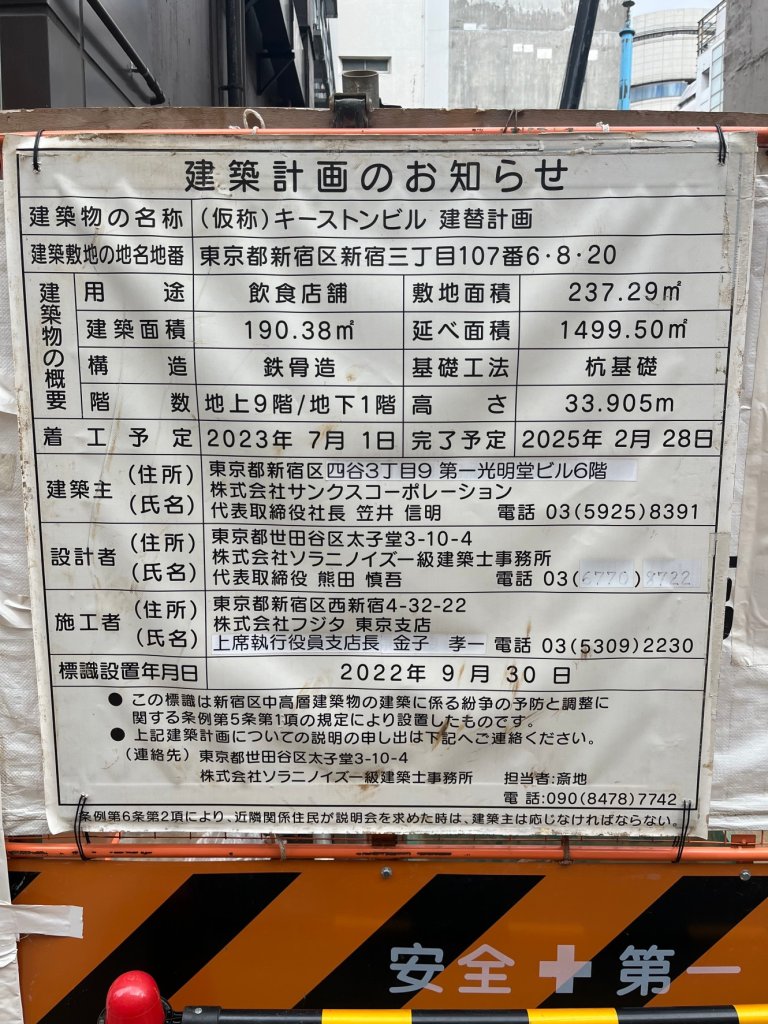 建築計画のお知らせ
建築物の名称 (仮称)キーストンビル 建替計画
建築敷地の地名地番 東京都新宿区新宿三丁目107番6・8・20
建築物の概要
用途 飲食店舗 敷地面積 237.29㎡
建築面積 190.38㎡ 延べ面積 1499.50㎡
構造 鉄骨造 基礎工法 杭基礎
階数 地上9階/地下1階 高さ 33.905m
着工予定 2023年 7月 1日 完了予定 2025年 2月 28日
建築主 (住所) 東京都新宿区四谷3丁目9 第一光明堂ビル6階
(氏名) 株式会社サンクスコーポレーション
代表取締役社長 笠井 信明 電話 03(5925)8391
設計者 (住所) 東京都世田谷区太子堂3-10-4
(氏名) 株式会社ソラニノイズ一級建築士事務所
代表取締役 熊田 慎吾 電話 03(6770)8722
施工者 (住所) 東京都新宿区西新宿4-32-22
(氏名) 株式会社フジタ 東京支店
上席執行役員支店長 金子 孝一 電話 03(5309)2230
標識設置年月日 2022年 9月 30日
● この標識は新宿区中高層建築物の建築に係る紛争の予防と調整に
関する条例第5条第1項の規定により設置したものです。
● 上記建築計画についての説明の申し出は下記へご連絡ください。
(連絡先) 東京都世田谷区太子堂3-10-4
株式会社ソラニノイズ一級建築士事務所 担当者:斎地
電話:090(8478)7742
条例第6条第2項により、近隣関係住民が説明会を求めた時は、建築主は応じなければならない。
安全✚第一